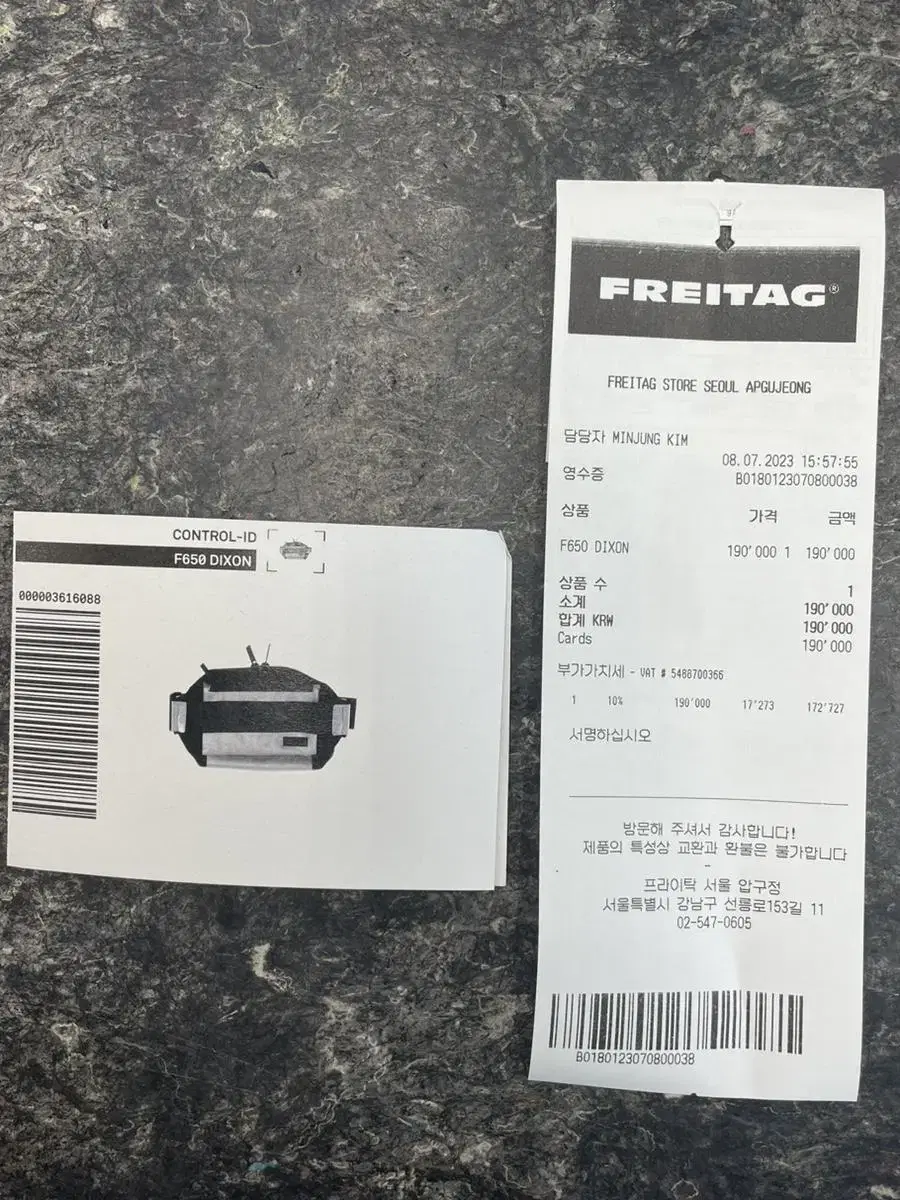 CONTROL-ID
F650 DIXON
000003616088
FREITAG®
FREITAG STORE SEOUL APGUJEONG
담당자 MINJUNG KIM
08.07.2023 15:57:55
영수증 B0180123070800038
상품 가격 금액
F650 DIXON 190'000 1 190'000
상품 수 1
소계 190'000
합계 KRW 190'000
Cards 190'000
부가가치세 - VAT # 5488700366
1 10% 190'000 17'273 172'727
서명하십시오
방문해 주셔서 감사합니다!
제품의 특성상 교환과 환불은 불가합니다
-
프라이탁 서울 압구정
서울특별시 강남구 선릉로153길 11
02-547-0605
B0180123070800038